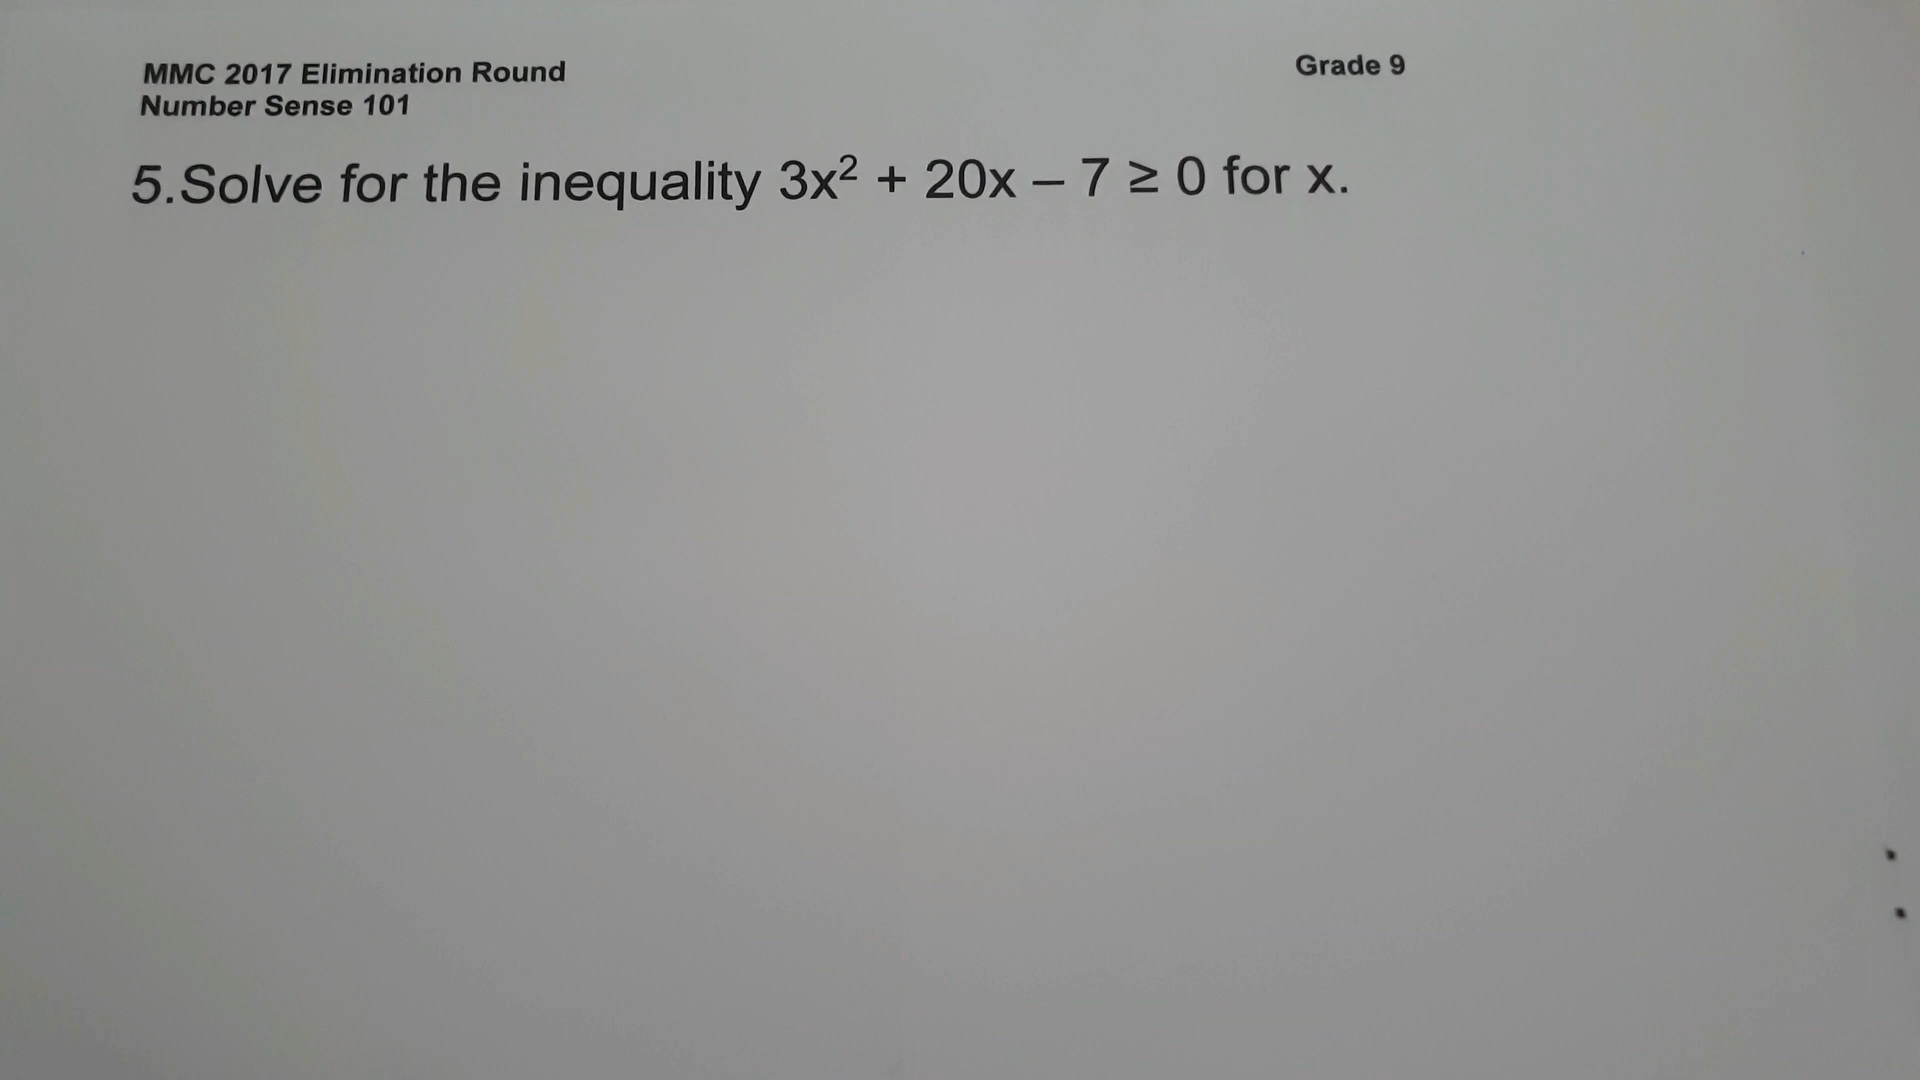 MMC 2017 Elimination Round
Grade 9
Number Sense 101
5.Solve for the inequality 3x² + 20x – 7 ≥ 0 for x.